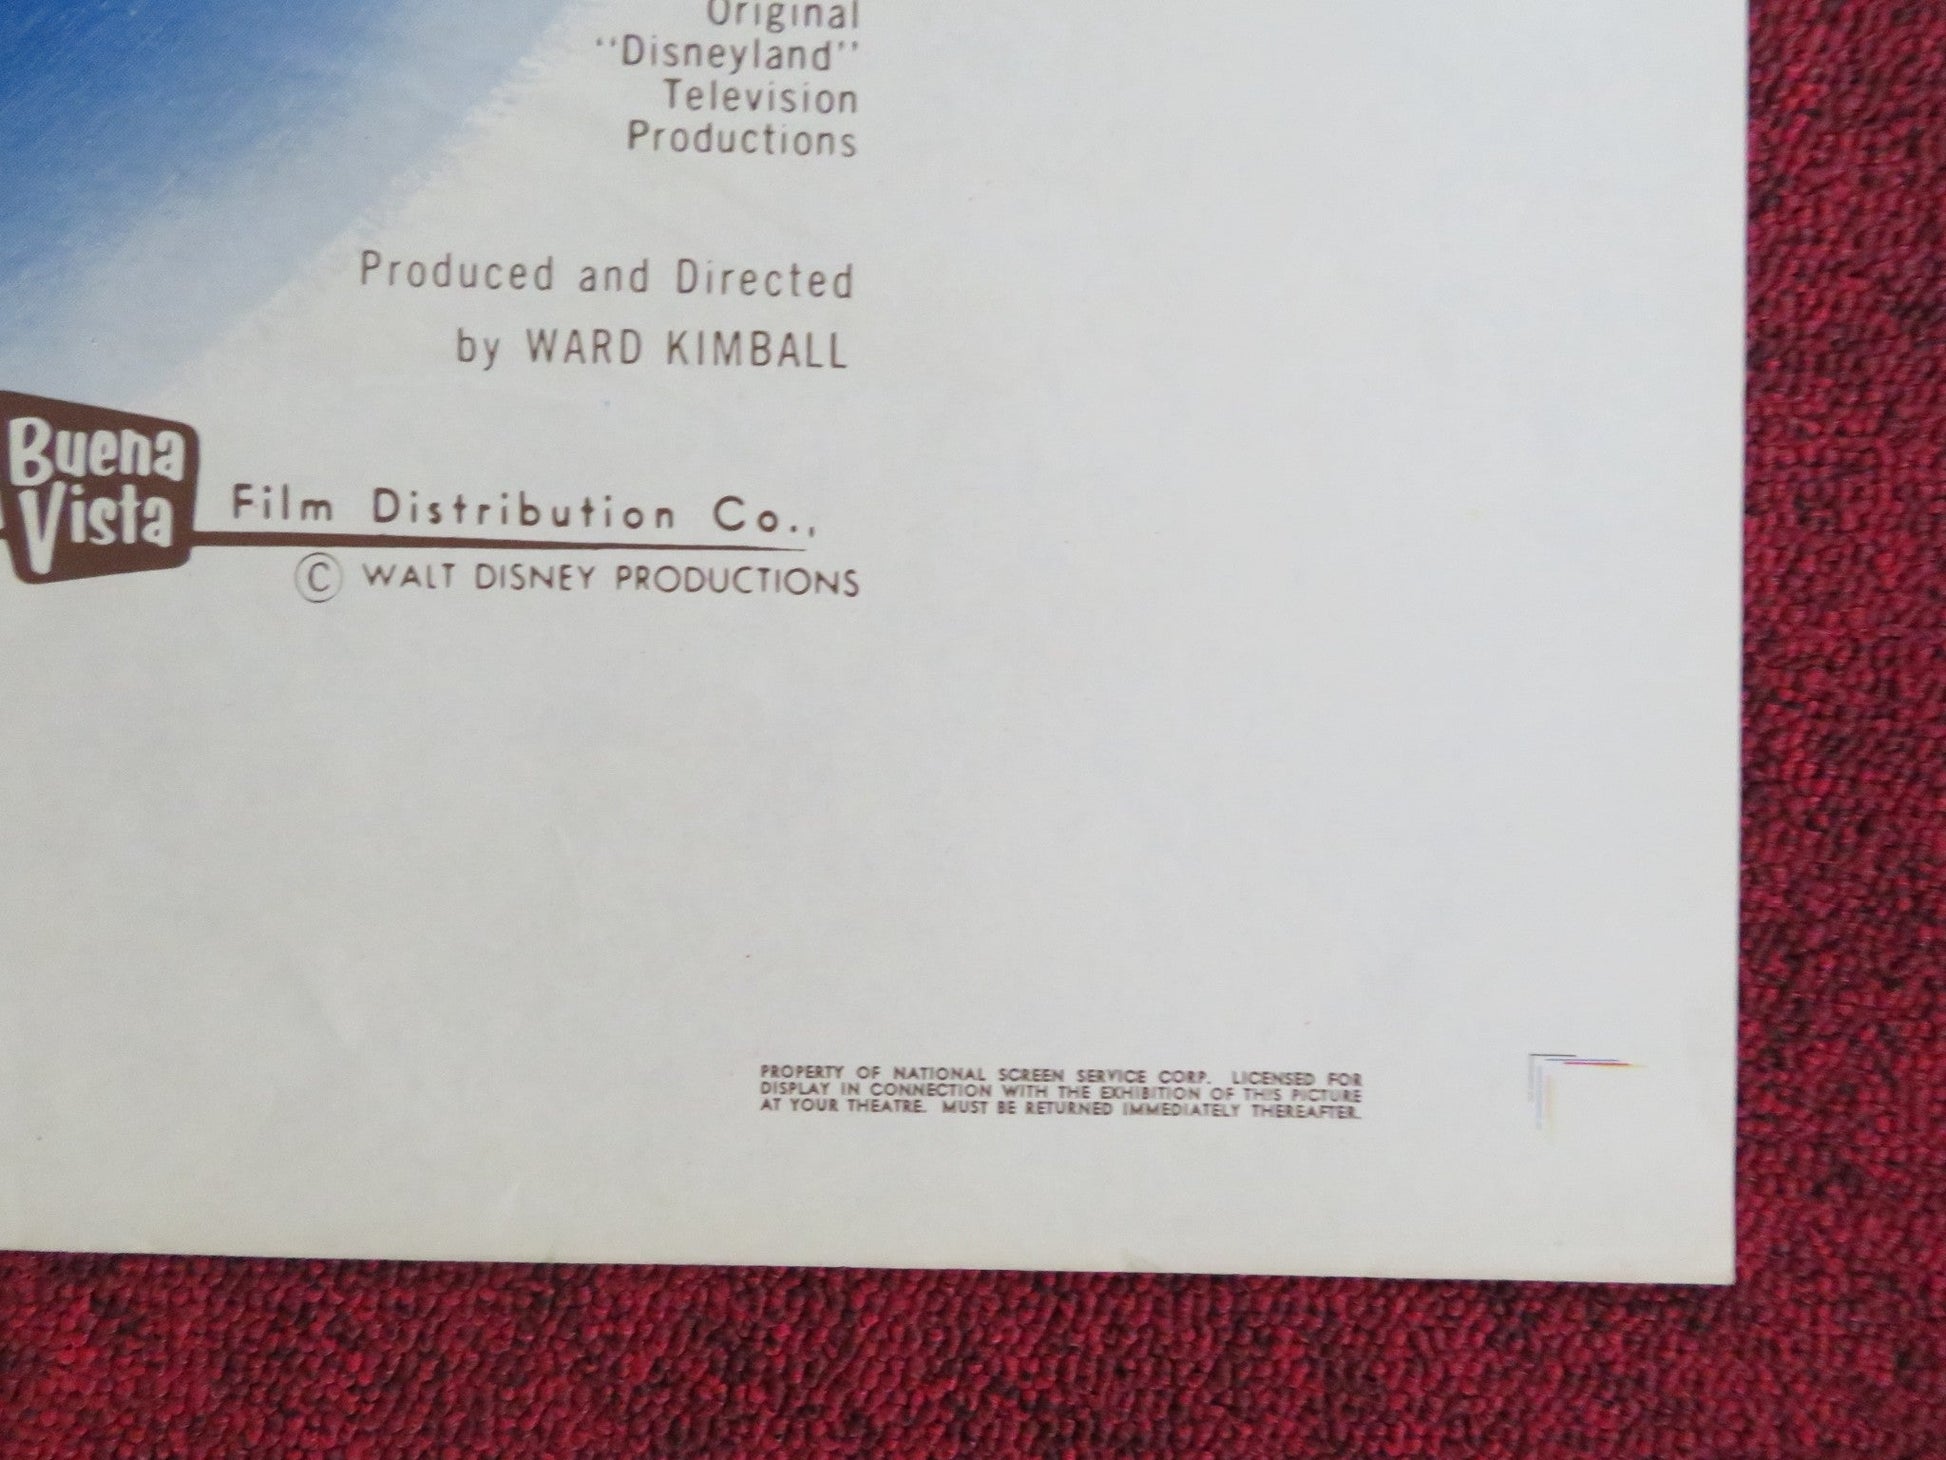 Original
"Disneyland"
Television
Productions
Produced and Directed
by WARD KIMBALL
Buena
Vista
Film Distribution Co.,
© WALT DISNEY PRODUCTIONS
PROPERTY OF NATIONAL SCREEN SERVICE CORP. LICENSED FOR
DISPLAY IN CONNECTION WITH THE EXHIBITION OF THIS PICTURE
AT YOUR THEATRE. MUST BE RETURNED IMMEDIATELY THEREAFTER.